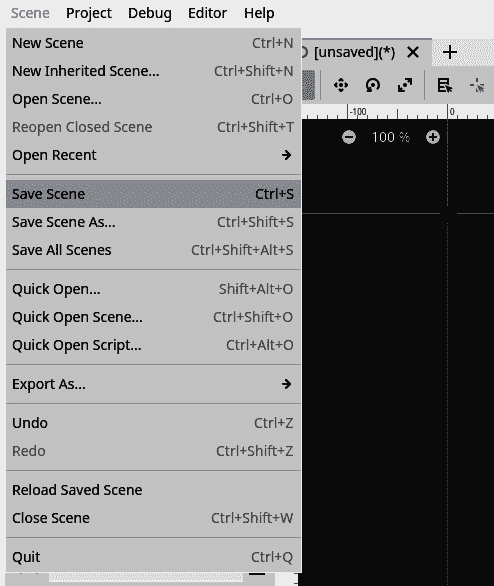 Scene Project Debug Editor Help
New Scene Ctrl+N
New Inherited Scene... Ctrl+Shift+N
Open Scene... Ctrl+O
Reopen Closed Scene Ctrl+Shift+T
Open Recent
Save Scene Ctrl+S
Save Scene As... Ctrl+Shift+S
Save All Scenes Ctrl+Shift+Alt+S
Quick Open... Shift+Alt+O
Quick Open Scene... Ctrl+Shift+O
Quick Open Script... Ctrl+Alt+O
Export As...
Undo Ctrl+Z
Redo Ctrl+Shift+Z
Reload Saved Scene
Close Scene Ctrl+Shift+W
Quit Ctrl+Q
[unsaved](*)
-100 0
100 %